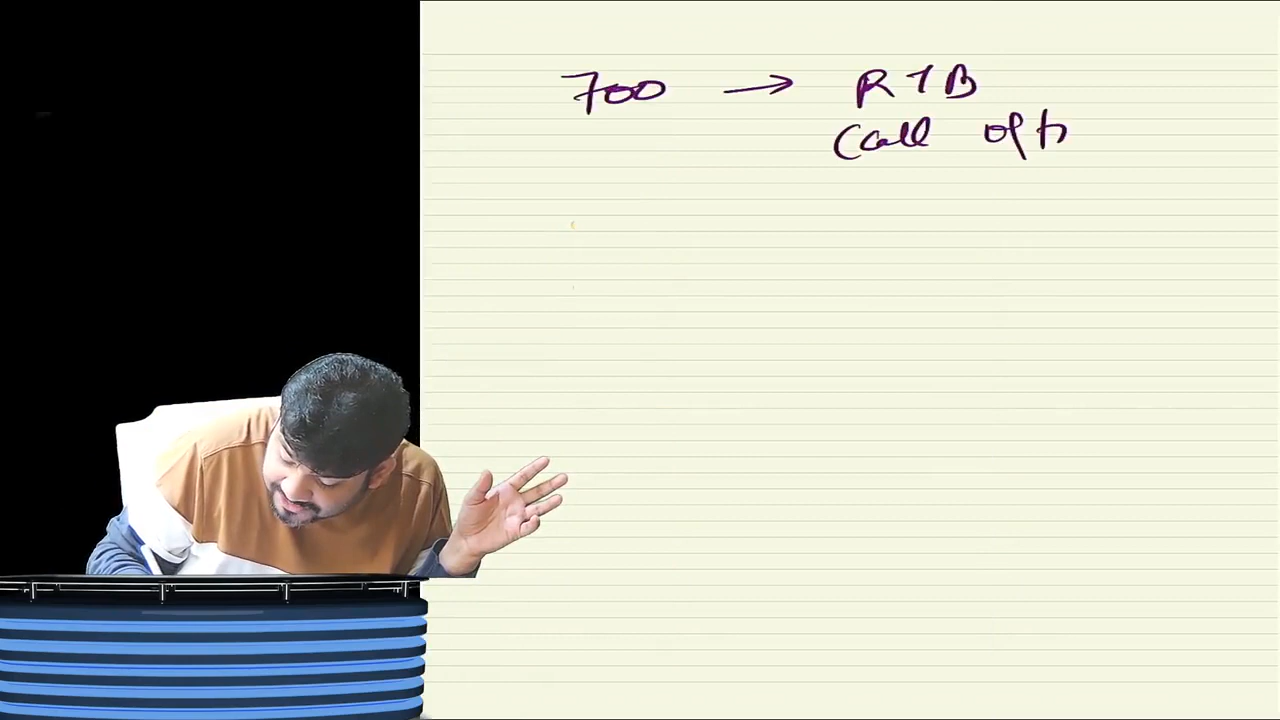 700 → RTB
Call opt